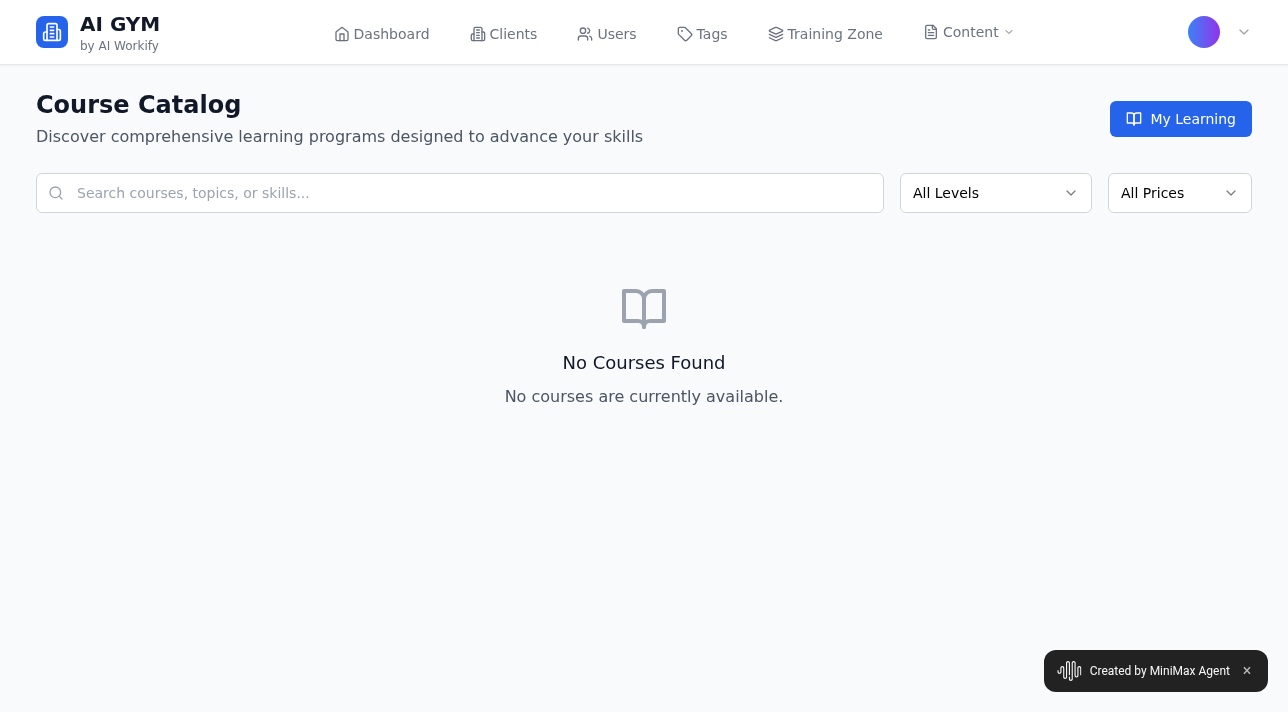 AI GYM
by AI Workify
Dashboard
Clients
Users
Tags
Training Zone
Content
Course Catalog
Discover comprehensive learning programs designed to advance your skills
My Learning
Search courses, topics, or skills...
All Levels
All Prices
No Courses Found
No courses are currently available.
Created by MiniMax Agent ×